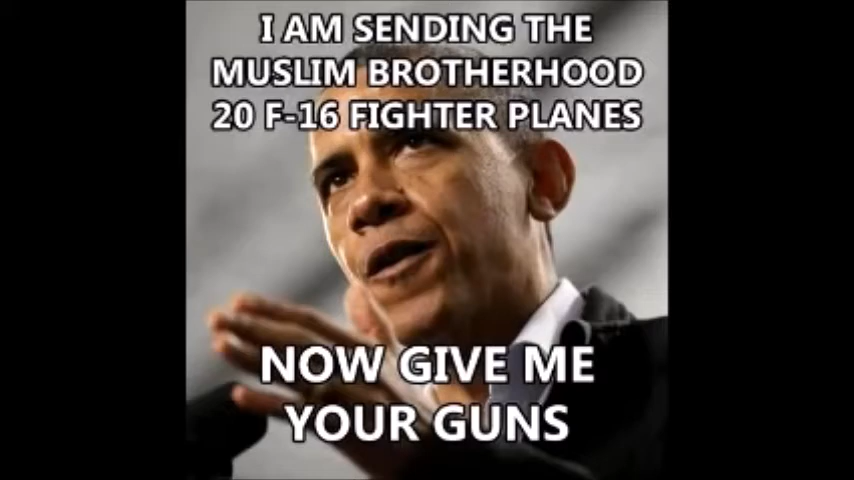 I AM SENDING THE
MUSLIM BROTHERHOOD
20 F-16 FIGHTER PLANES
NOW GIVE ME
YOUR GUNS